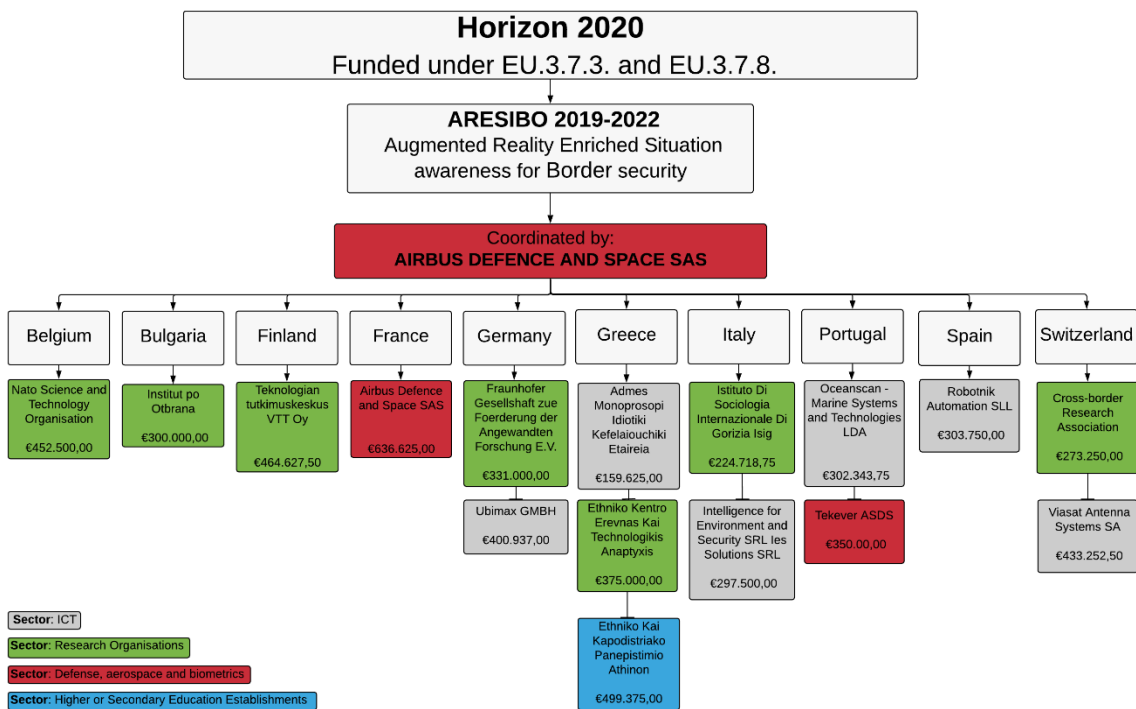 Horizon 2020
Funded under EU.3.7.3. and EU.3.7.8.
ARESIBO 2019-2022
Augmented Reality Enriched Situation
awareness for Border security
Coordinated by:
AIRBUS DEFENCE AND SPACE SAS
Belgium
Bulgaria
Finland
France
Germany
Greece
Italy
Portugal
Spain
Switzerland
Nato Science and
Technology
Organisation
€452.500,00
Institut po
Otbrana
€300.000,00
Teknologian
tutkimuskeskus
VTT Oy
€464.627,50
Airbus Defence
and Space SAS
€636.625,00
Fraunhofer
Gesellschaft zue
Foerderung der
Angewandten
Forschung E.V.
€331.000,00
Ubimax GMBH
€400.937,00
Admes
Monoprosopi
Idiotiki
Kefelaiouchiki
Etaireia
€159.625,00
Ethniko Kentro
Erevnas Kai
Technologikis
Anaptyxis
€375.000,00
Ethniko Kai
Kapodistriako
Panepistimio
Athinon
€499.375,00
Istituto Di
Sociologia
Internazionale Di
Gorizia Isig
€224.718,75
Intelligence for
Environment and
Security SRL Ies
Solutions SRL
€297.500,00
Oceanscan -
Marine Systems
and Technologies
LDA
€302.343,75
Tekever ASDS
€350.00,00
Robotnik
Automation SLL
€303.750,00
Cross-border
Research
Association
€273.250,00
Viasat Antenna
Systems SA
€433.252,50
Sector: ICT
Sector: Research Organisations
Sector: Defense, aerospace and biometrics
Sector: Higher or Secondary Education Establishments